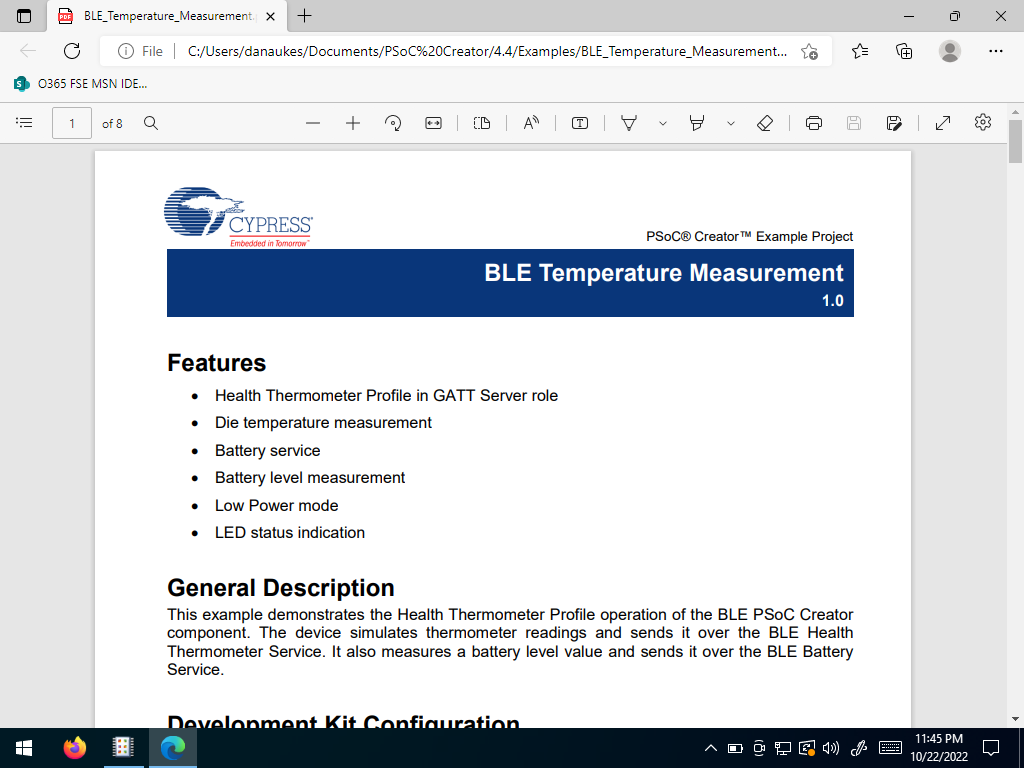 BLE_Temperature_Measurement.
File
C:/Users/danaukes/Documents/PSoC%20Creator/4.4/Examples/BLE_Temperature_Measurement...
O365 FSE MSN IDE...
1 of 8
CYPRESS
Embedded in Tomorrow™
PSoC® Creator™ Example Project
BLE Temperature Measurement
1.0
Features
• Health Thermometer Profile in GATT Server role
• Die temperature measurement
• Battery service
• Battery level measurement
• Low Power mode
• LED status indication
General Description
This example demonstrates the Health Thermometer Profile operation of the BLE PSoC Creator
component. The device simulates thermometer readings and sends it over the BLE Health
Thermometer Service. It also measures a battery level value and sends it over the BLE Battery
Service.
Development Kit Configuration
11:45 PM
10/22/2022